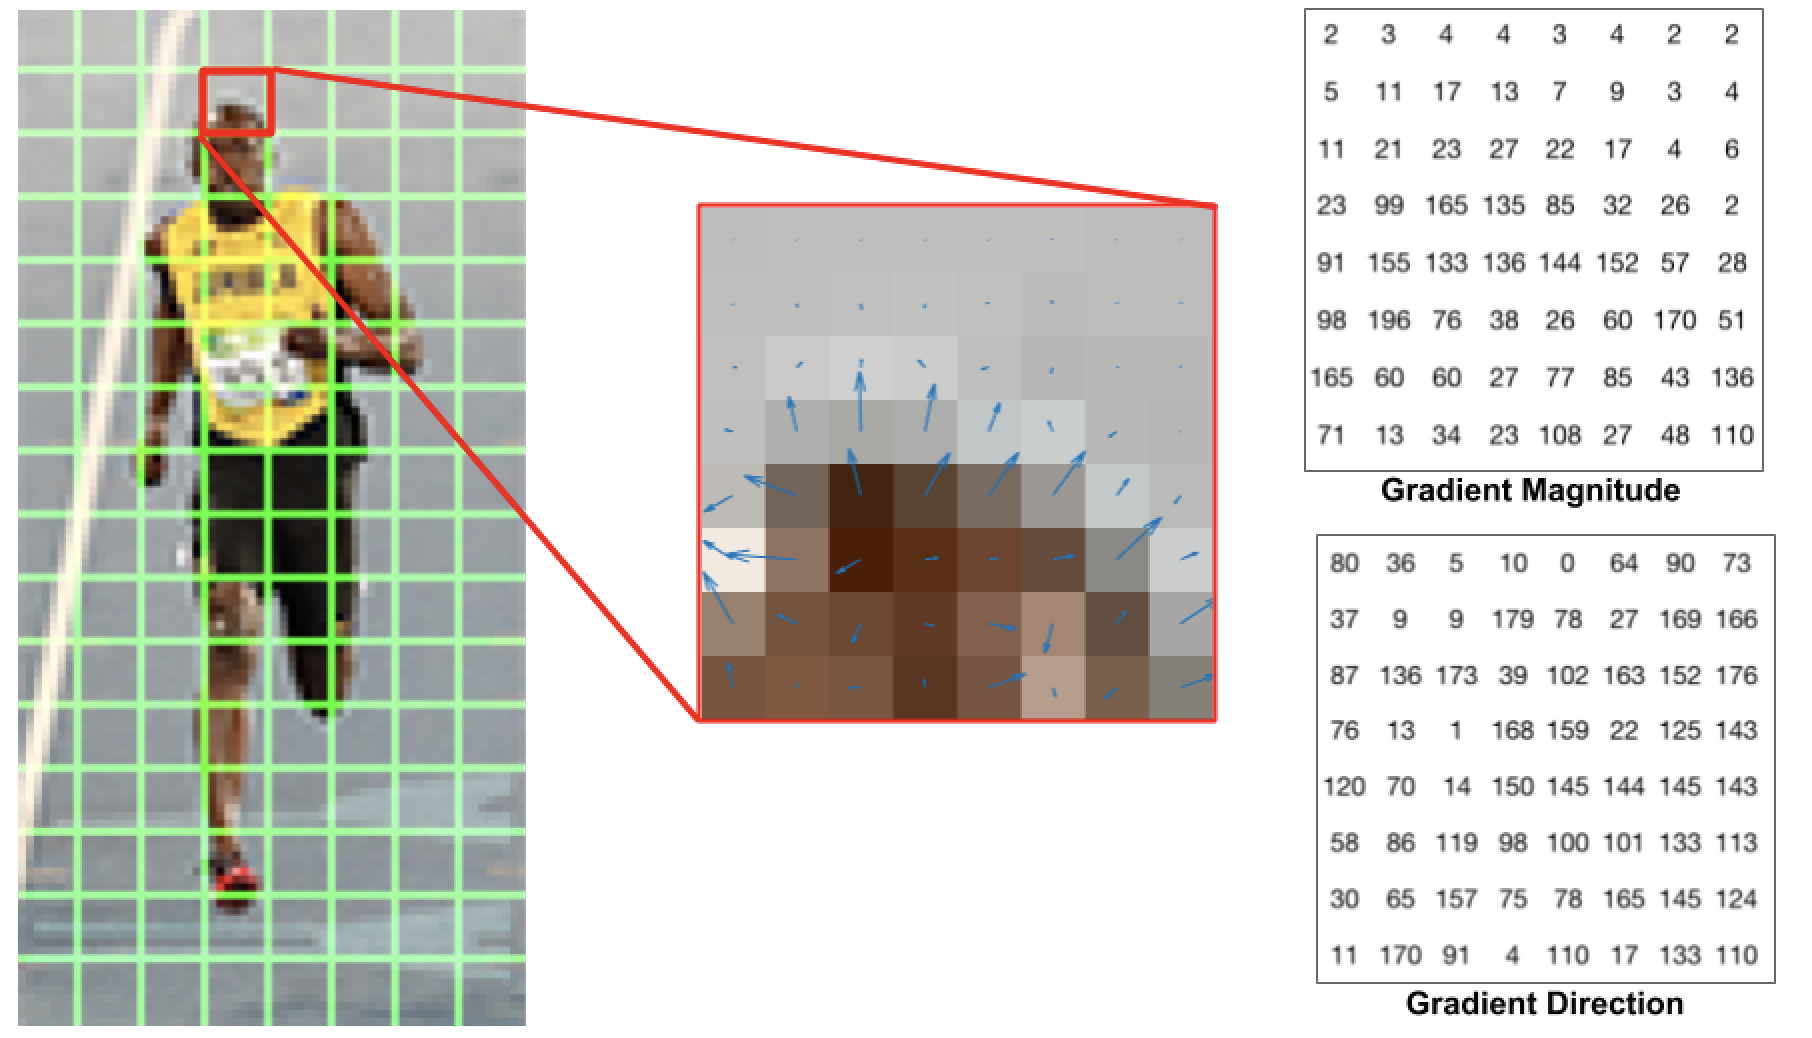 2 3 4 4 3 4 2 2
5 11 17 13 7 9 3 4
11 21 23 27 22 17 4 6
23 99 165 135 85 32 26 2
91 155 133 136 144 152 57 28
98 196 76 38 26 60 170 51
165 60 60 27 77 85 43 136
71 13 34 23 108 27 48 110
Gradient Magnitude
80 36 5 10 0 64 90 73
37 9 9 179 78 27 169 166
87 136 173 39 102 163 152 176
76 13 1 168 159 22 125 143
120 70 14 150 145 144 145 143
58 86 119 98 100 101 133 113
30 65 157 75 78 165 145 124
11 170 91 4 110 17 133 110
Gradient Direction